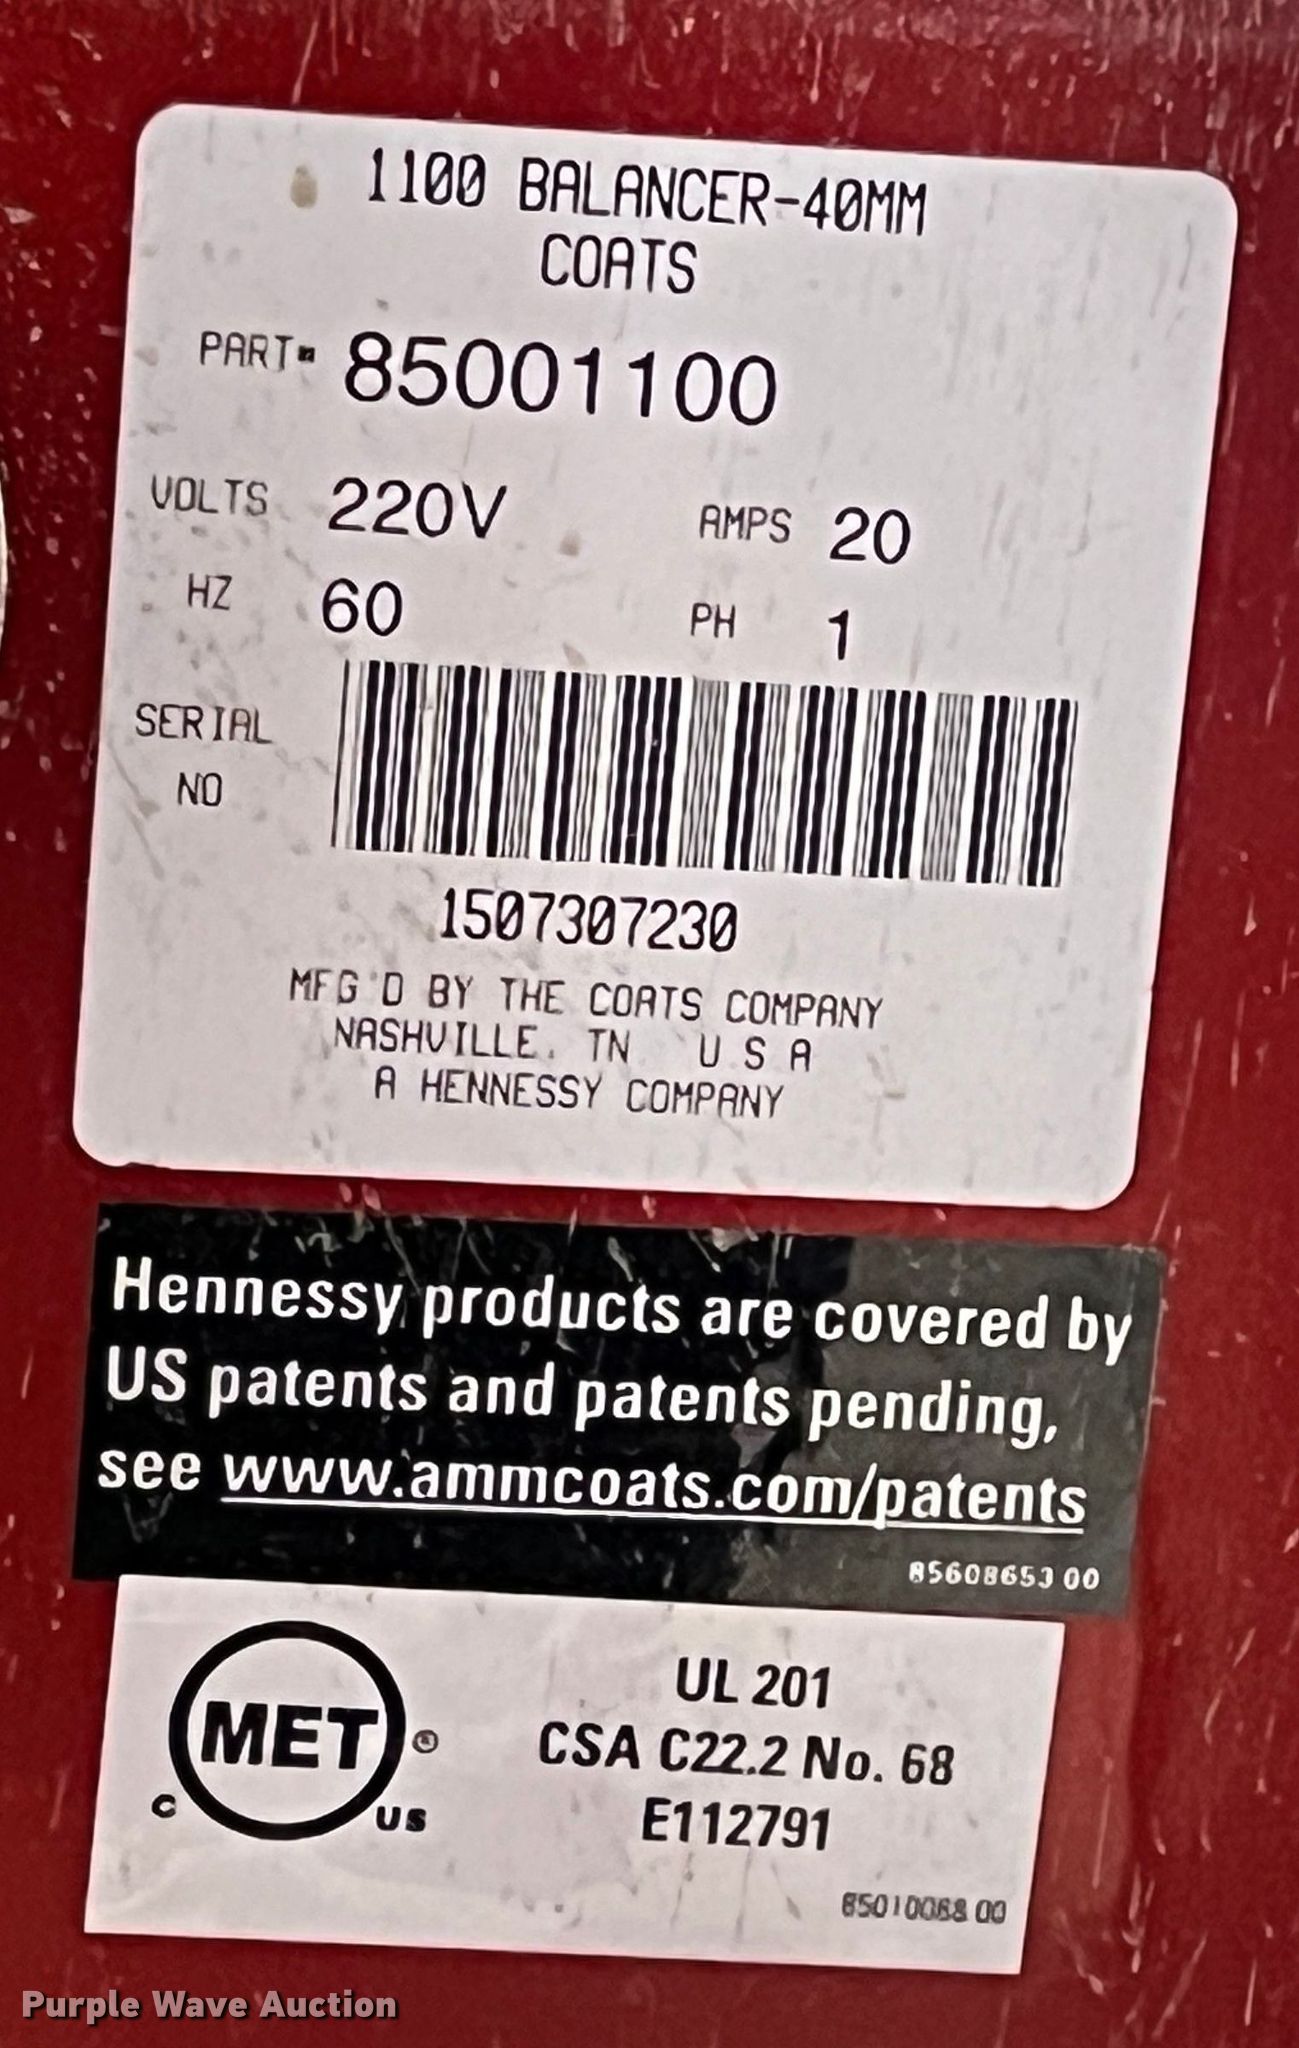 1100 BALANCER-40MM
COATS
PART- 85001100
VOLTS 220V AMPS 20
HZ 60 PH 1
SERIAL
NO
1507307230
MFG'D BY THE COATS COMPANY
NASHVILLE, TN U S A
A HENNESSY COMPANY
Hennessy products are covered by
US patents and patents pending,
see www.ammcoats.com/patents
85608653 00
MET®
C US
UL 201
CSA C22.2 No. 68
E112791
85010068 00
Purple Wave Auction